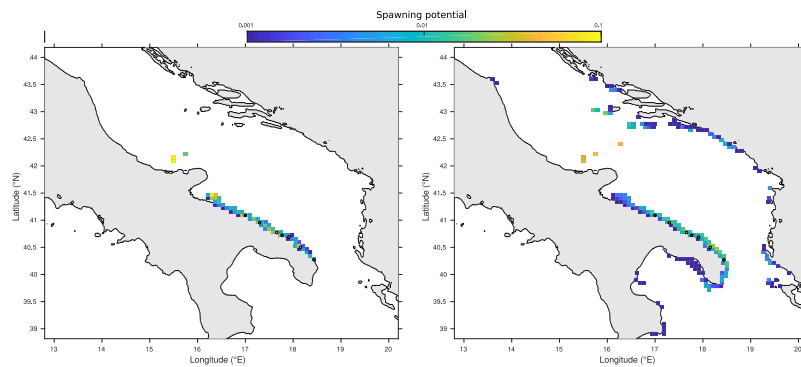 Spawning potential
0.001 0.01 0.1
44 44
43.5 43.5
43 43
42.5 42.5
42 42
41.5 41.5
41 41
40.5 40.5
40 40
39.5 39.5
39 39
Latitude (°N) Latitude (°N)
13 14 15 16 17 18 19 20 13 14 15 16 17 18 19 20
Longitude (°E) Longitude (°E)